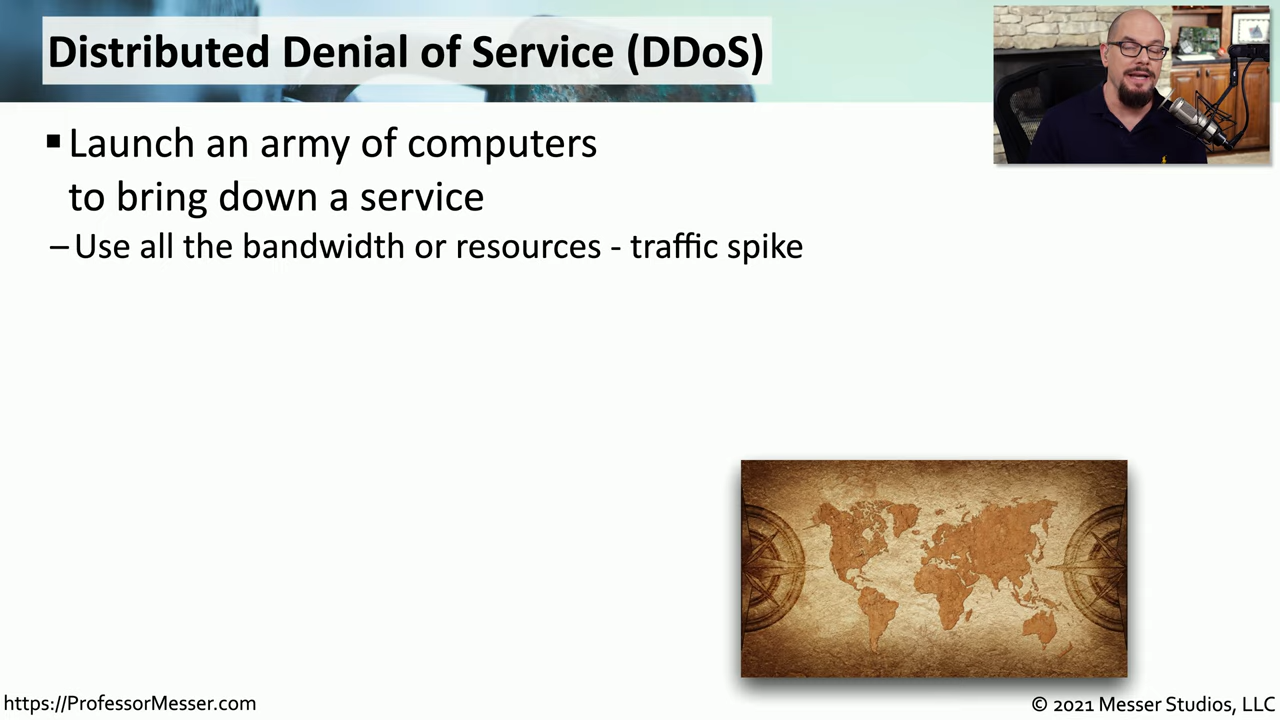 Distributed Denial of Service (DDoS)
▪ Launch an army of computers
to bring down a service
– Use all the bandwidth or resources - traffic spike
https://ProfessorMesser.com
© 2021 Messer Studios, LLC